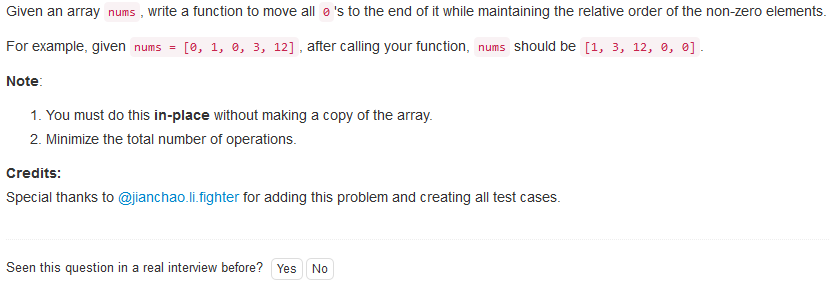 Given an array nums , write a function to move all 0 's to the end of it while maintaining the relative order of the non-zero elements.
For example, given nums = [0, 1, 0, 3, 12] , after calling your function, nums should be [1, 3, 12, 0, 0] .
Note:
1. You must do this in-place without making a copy of the array.
2. Minimize the total number of operations.
Credits:
Special thanks to @jianchao.li.fighter for adding this problem and creating all test cases.
Seen this question in a real interview before? Yes No